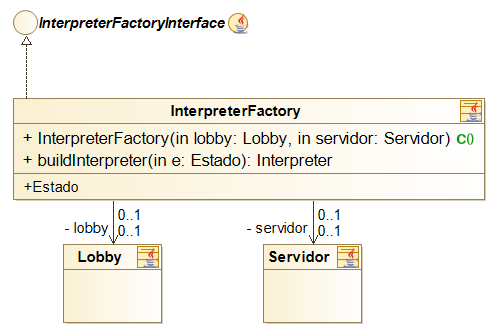 InterpreterFactoryInterface
InterpreterFactory
+ InterpreterFactory(in lobby: Lobby, in servidor: Servidor) C()
+ buildInterpreter(in e: Estado): Interpreter
+Estado
0..1 0..1
- lobby 0..1 - servidor 0..1
Lobby Servidor